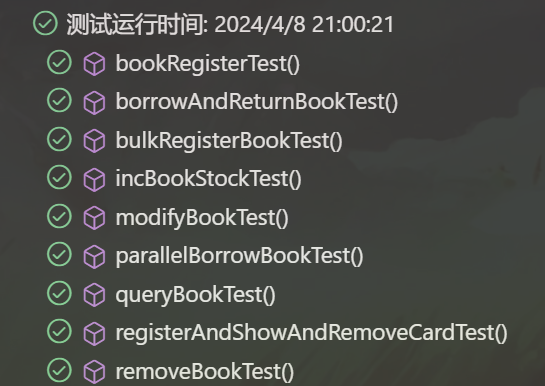 测试运行时间: 2024/4/8 21:00:21
bookRegisterTest()
borrowAndReturnBookTest()
bulkRegisterBookTest()
incBookStockTest()
modifyBookTest()
parallelBorrowBookTest()
queryBookTest()
registerAndShowAndRemoveCardTest()
removeBookTest()